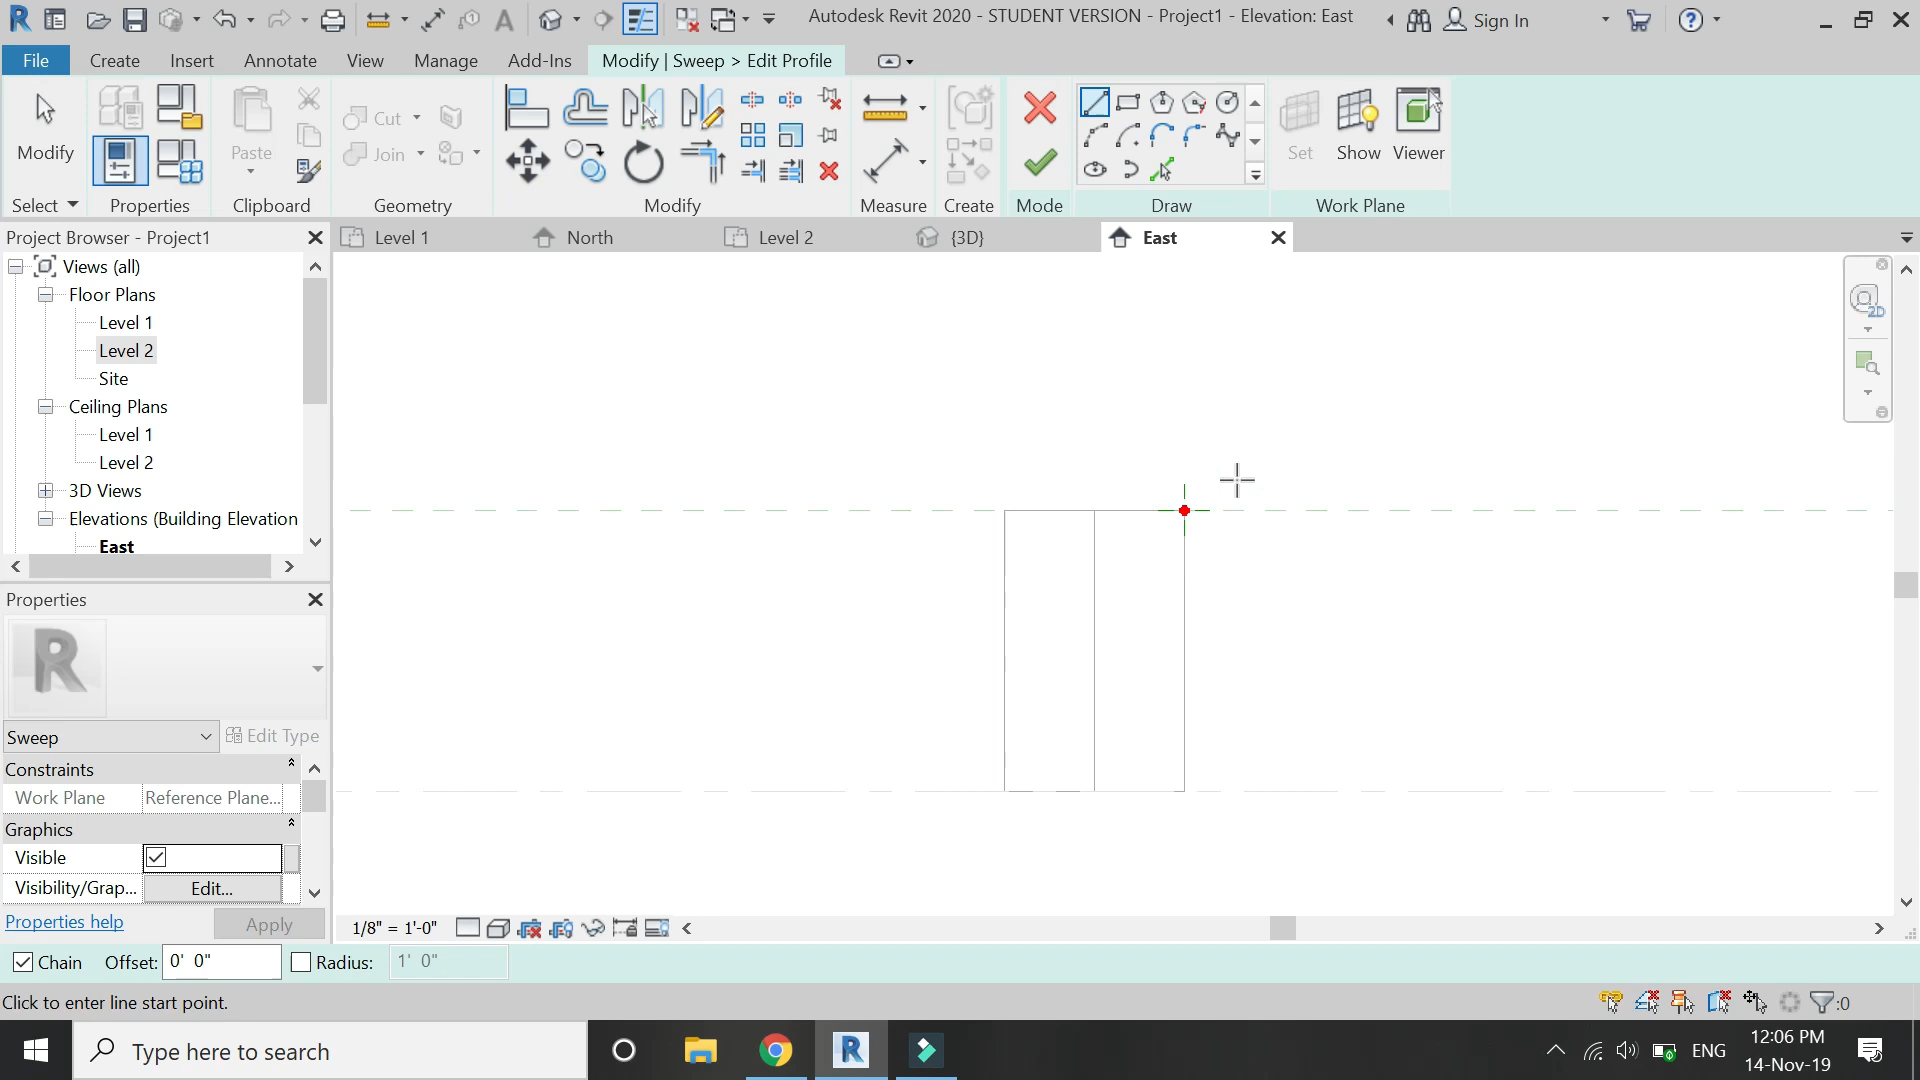 Autodesk Revit 2020 - STUDENT VERSION - Project1 - Elevation: East
Sign In
File
Create
Insert
Annotate
View
Manage
Add-Ins
Modify | Sweep > Edit Profile
Modify
Paste
Cut
Join
Set
Show
Viewer
Select
Properties
Clipboard
Geometry
Modify
Measure
Create
Mode
Draw
Work Plane
Project Browser - Project1
Level 1
North
Level 2
{3D}
East
Views (all)
Floor Plans
Level 1
Level 2
Site
Ceiling Plans
Level 1
Level 2
3D Views
Elevations (Building Elevation
East
2D
Properties
Sweep
Edit Type
Constraints
Work Plane
Reference Plane...
Graphics
Visible
Visibility/Grap...
Edit...
Properties help
Apply
1/8" = 1'-0"
Chain
Offset:
0' 0"
Radius:
1' 0"
Click to enter line start point.
:0
Type here to search
ENG
12:06 PM
14-Nov-19